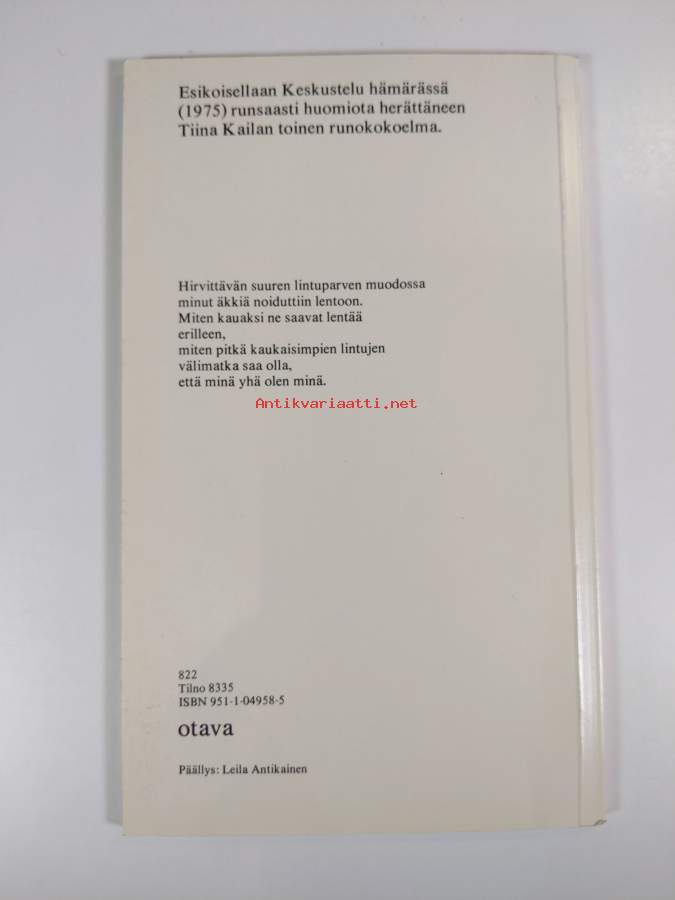 Esikoisellaan Keskustelu hämärässä
(1975) runsaasti huomiota herättäneen
Tiina Kailan toinen runokokoelma.
Hirvittävän suuren lintuparven muodossa
minut äkkiä noiduttiin lentoon.
Miten kauaksi ne saavat lentää
erilleen,
miten pitkä kaukaisimpien lintujen
välimatka saa olla,
että minä yhä olen minä.
Antikvariaatti.net
822
Tilno 8335
ISBN 951-1-04958-5
otava
Päällys: Leila Antikainen